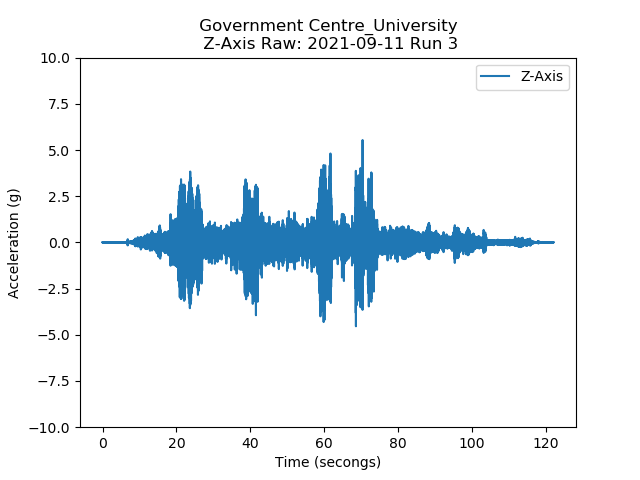 Government Centre_University
Z-Axis Raw: 2021-09-11 Run 3
Z-Axis
10.0
7.5
5.0
2.5
0.0
−2.5
−5.0
−7.5
−10.0
Acceleration (g)
0 20 40 60 80 100 120
Time (secongs)